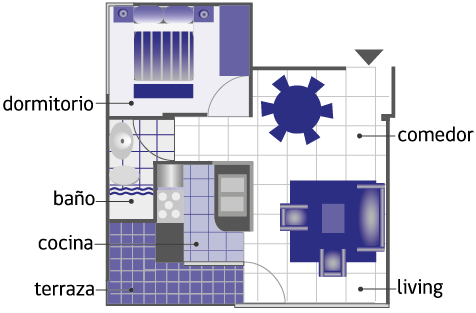 dormitorio
comedor
baño
cocina
terraza
living